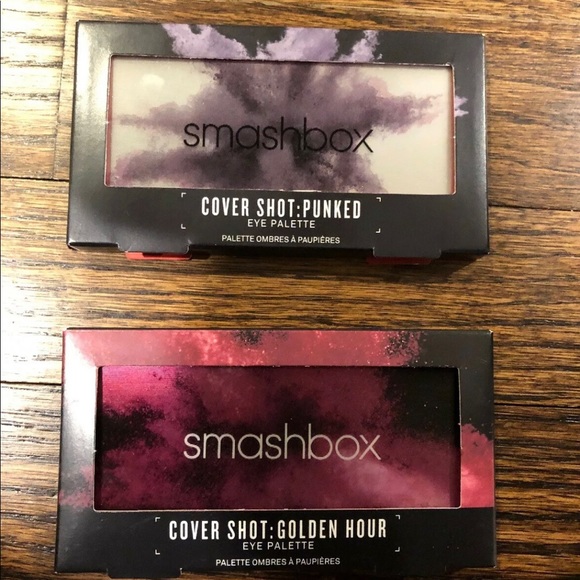 smashbox
COVER SHOT:PUNKED
EYE PALETTE
PALETTE OMBRES À PAUPIÈRES
smashbox
COVER SHOT:GOLDEN HOUR
EYE PALETTE
PALETTE OMBRES À PAUPIÈRES